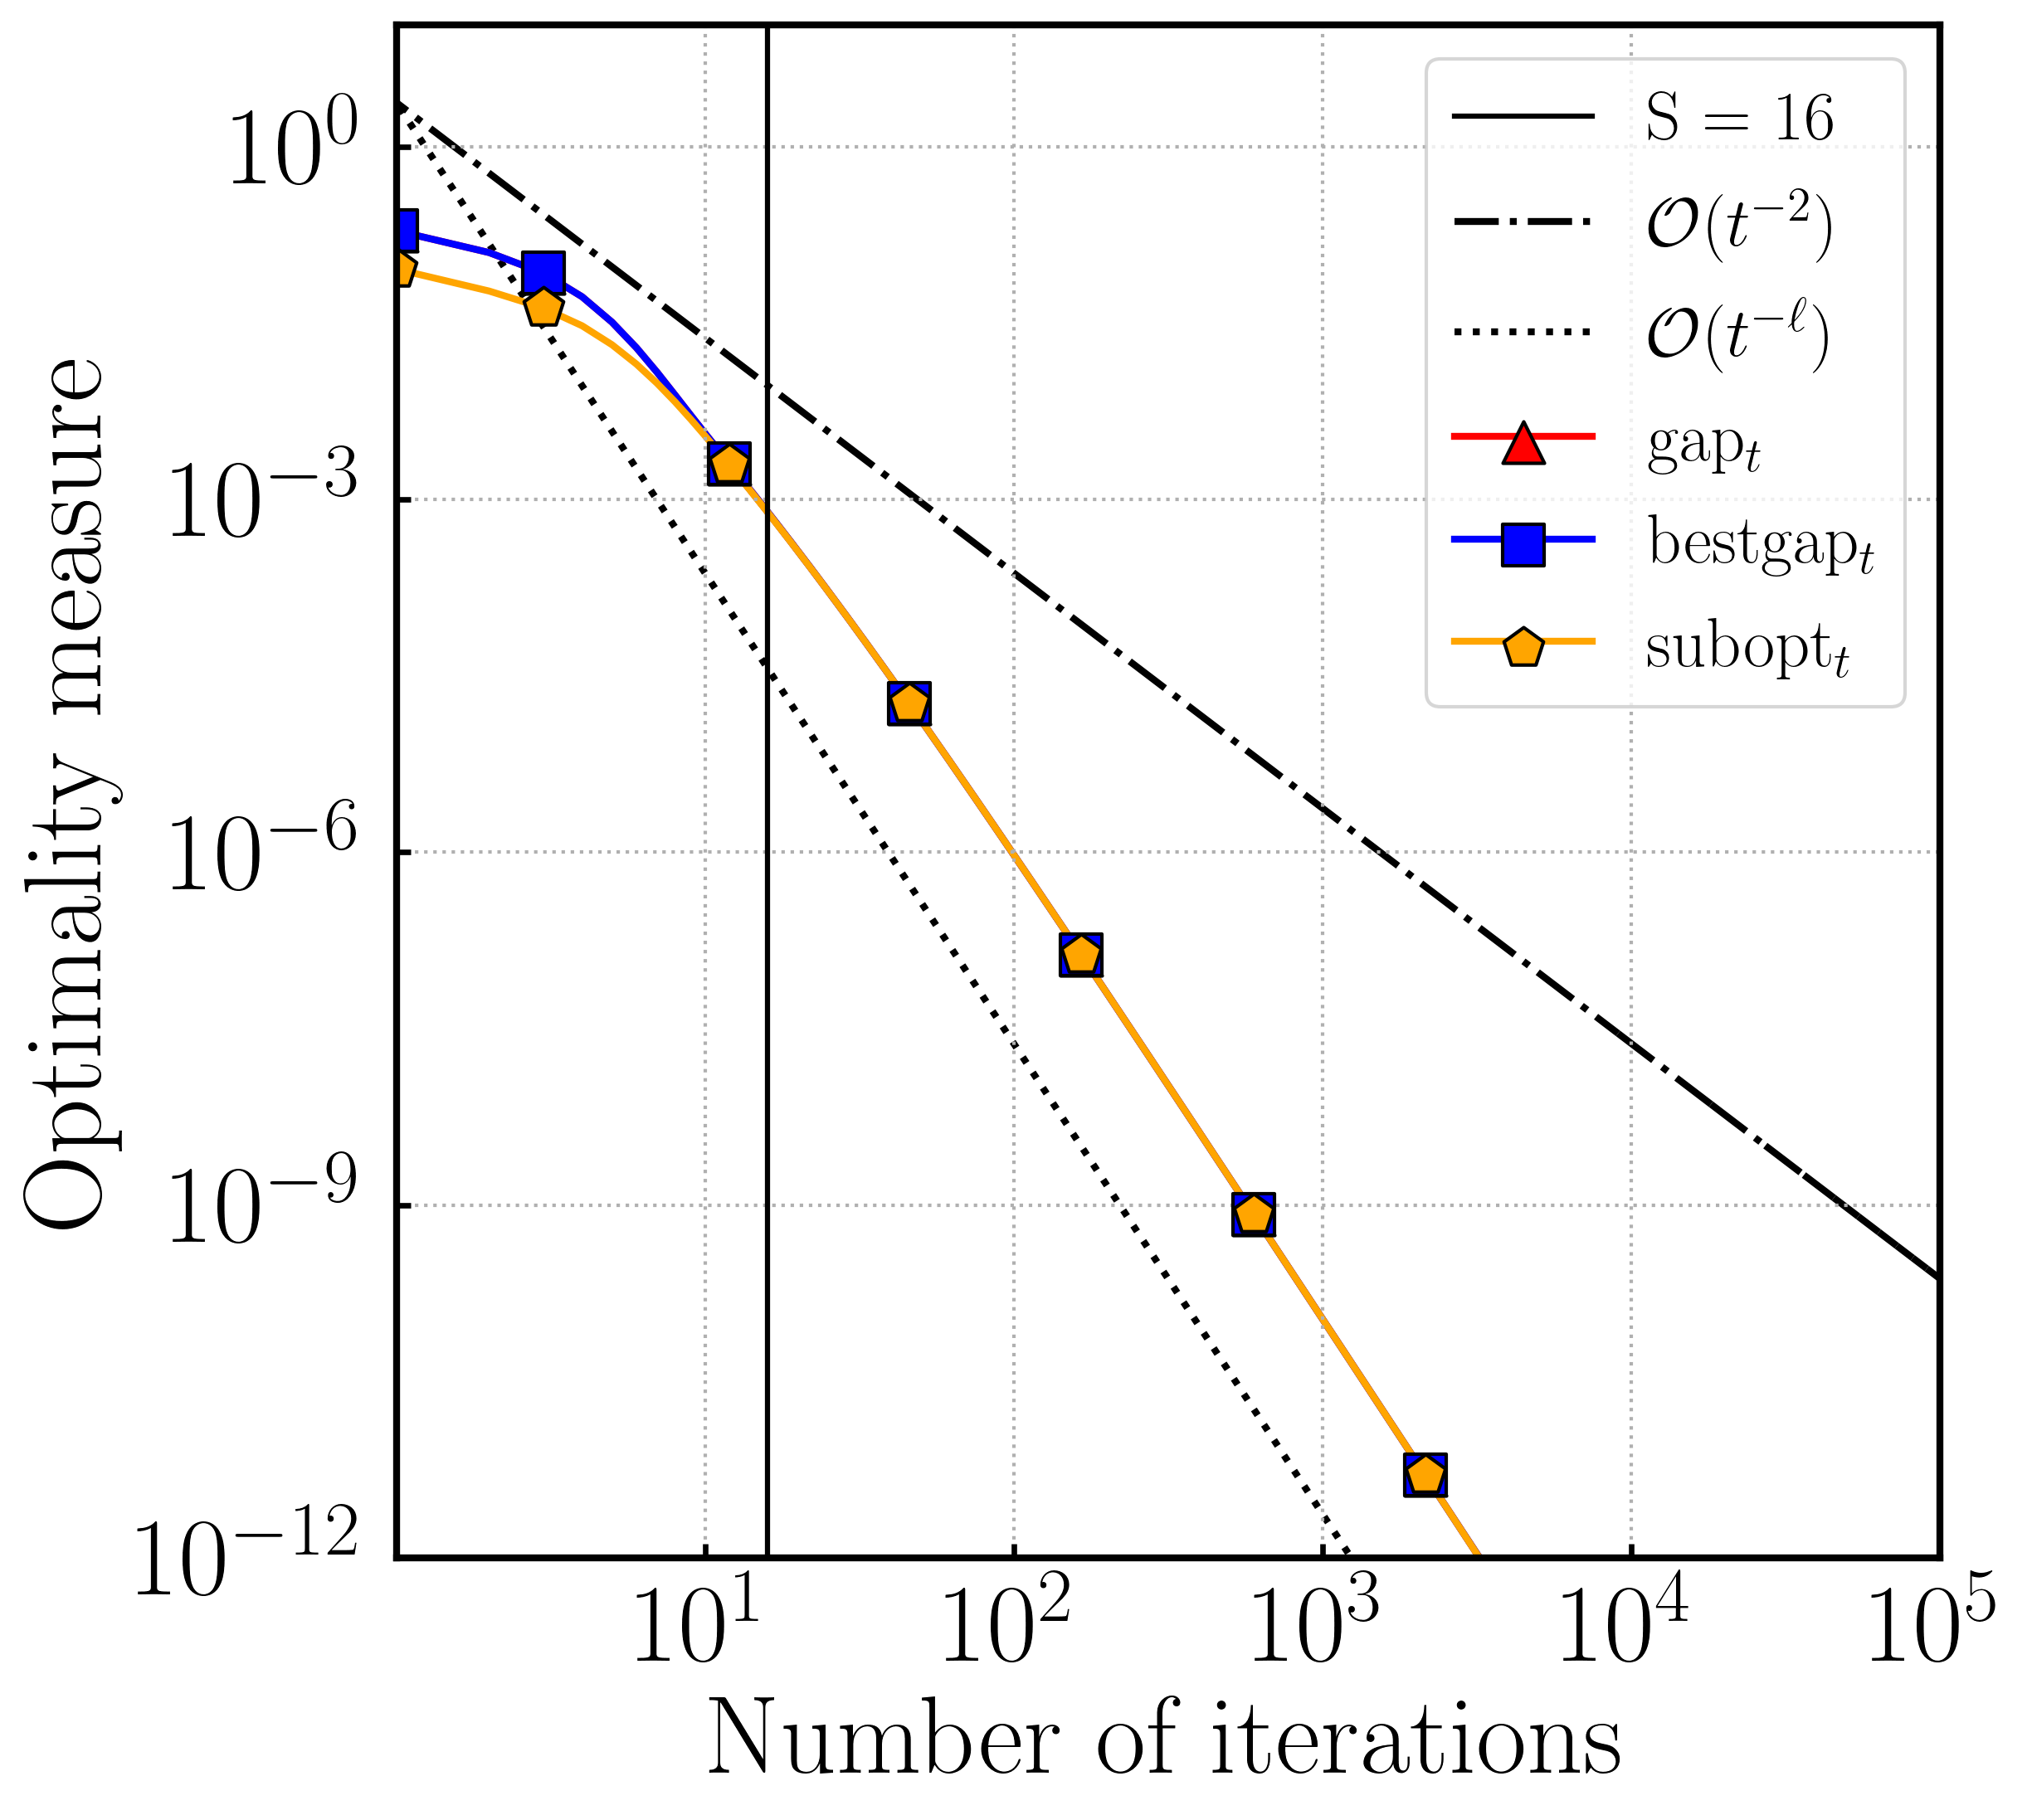 Optimality measure
10⁰
10⁻³
10⁻⁶
10⁻⁹
10⁻¹²
S = 16
𝒪(t⁻²)
𝒪(t^{−ℓ})
gapₜ
bestgapₜ
suboptₜ
10¹ 10² 10³ 10⁴ 10⁵
Number of iterations